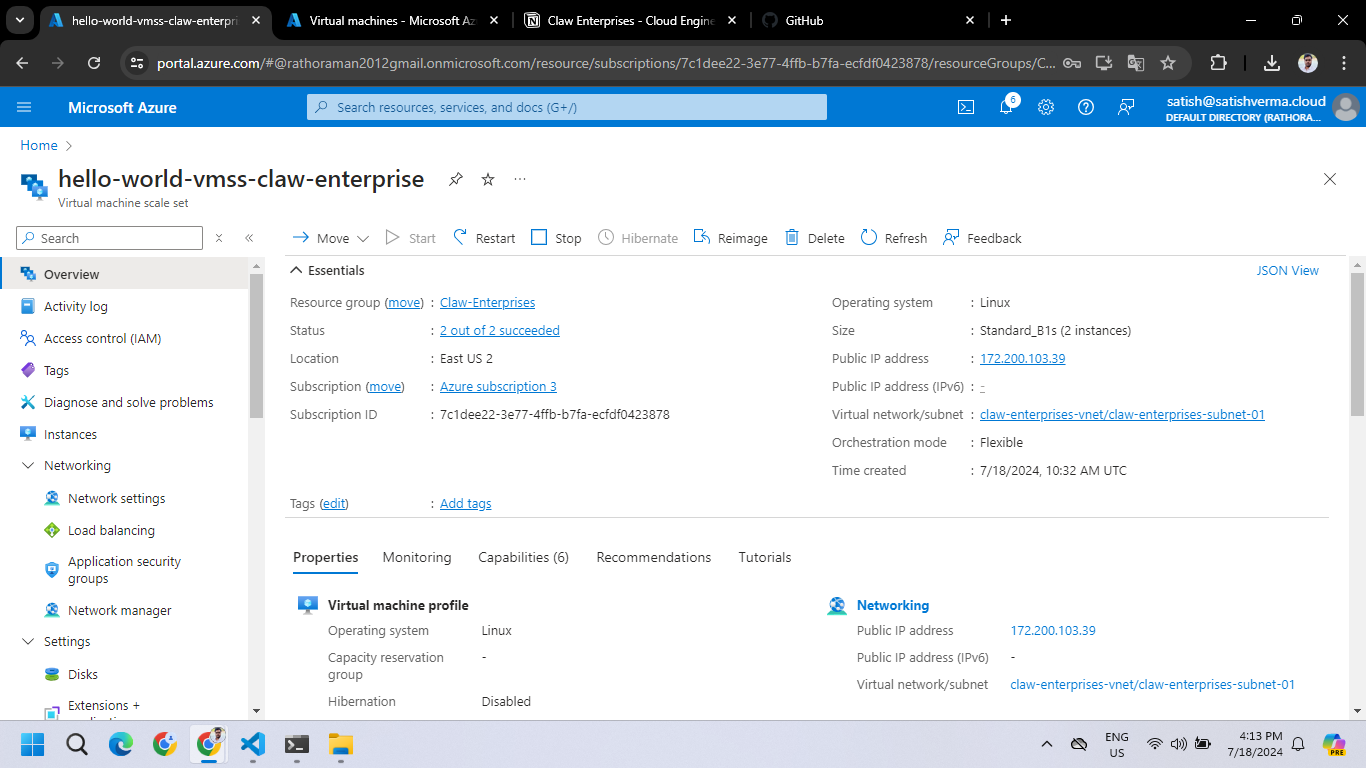 hello-world-vmss-claw-enterpri
Virtual machines - Microsoft Az
Claw Enterprises - Cloud Engine
GitHub
portal.azure.com/#@rathoraman2012gmail.onmicrosoft.com/resource/subscriptions/7c1dee22-3e77-4ffb-b7fa-ecfdf0423878/resourceGroups/C...
Microsoft Azure
Search resources, services, and docs (G+/)
6
satish@satishverma.cloud
DEFAULT DIRECTORY (RATHORA...
Home
hello-world-vmss-claw-enterprise
Virtual machine scale set
Search
Move
Start
Restart
Stop
Hibernate
Reimage
Delete
Refresh
Feedback
Overview
Activity log
Access control (IAM)
Tags
Diagnose and solve problems
Instances
Networking
Network settings
Load balancing
Application security
groups
Network manager
Settings
Disks
Extensions +
Essentials
JSON View
Resource group (move) : Claw-Enterprises
Status : 2 out of 2 succeeded
Location : East US 2
Subscription (move) : Azure subscription 3
Subscription ID : 7c1dee22-3e77-4ffb-b7fa-ecfdf0423878
Operating system : Linux
Size : Standard_B1s (2 instances)
Public IP address : 172.200.103.39
Public IP address (IPv6) : -
Virtual network/subnet : claw-enterprises-vnet/claw-enterprises-subnet-01
Orchestration mode : Flexible
Time created : 7/18/2024, 10:32 AM UTC
Tags (edit) : Add tags
Properties
Monitoring
Capabilities (6)
Recommendations
Tutorials
Virtual machine profile
Operating system Linux
Capacity reservation
group -
Hibernation Disabled
Networking
Public IP address 172.200.103.39
Public IP address (IPv6) -
Virtual network/subnet claw-enterprises-vnet/claw-enterprises-subnet-01
ENG
US
4:13 PM
7/18/2024
PRE